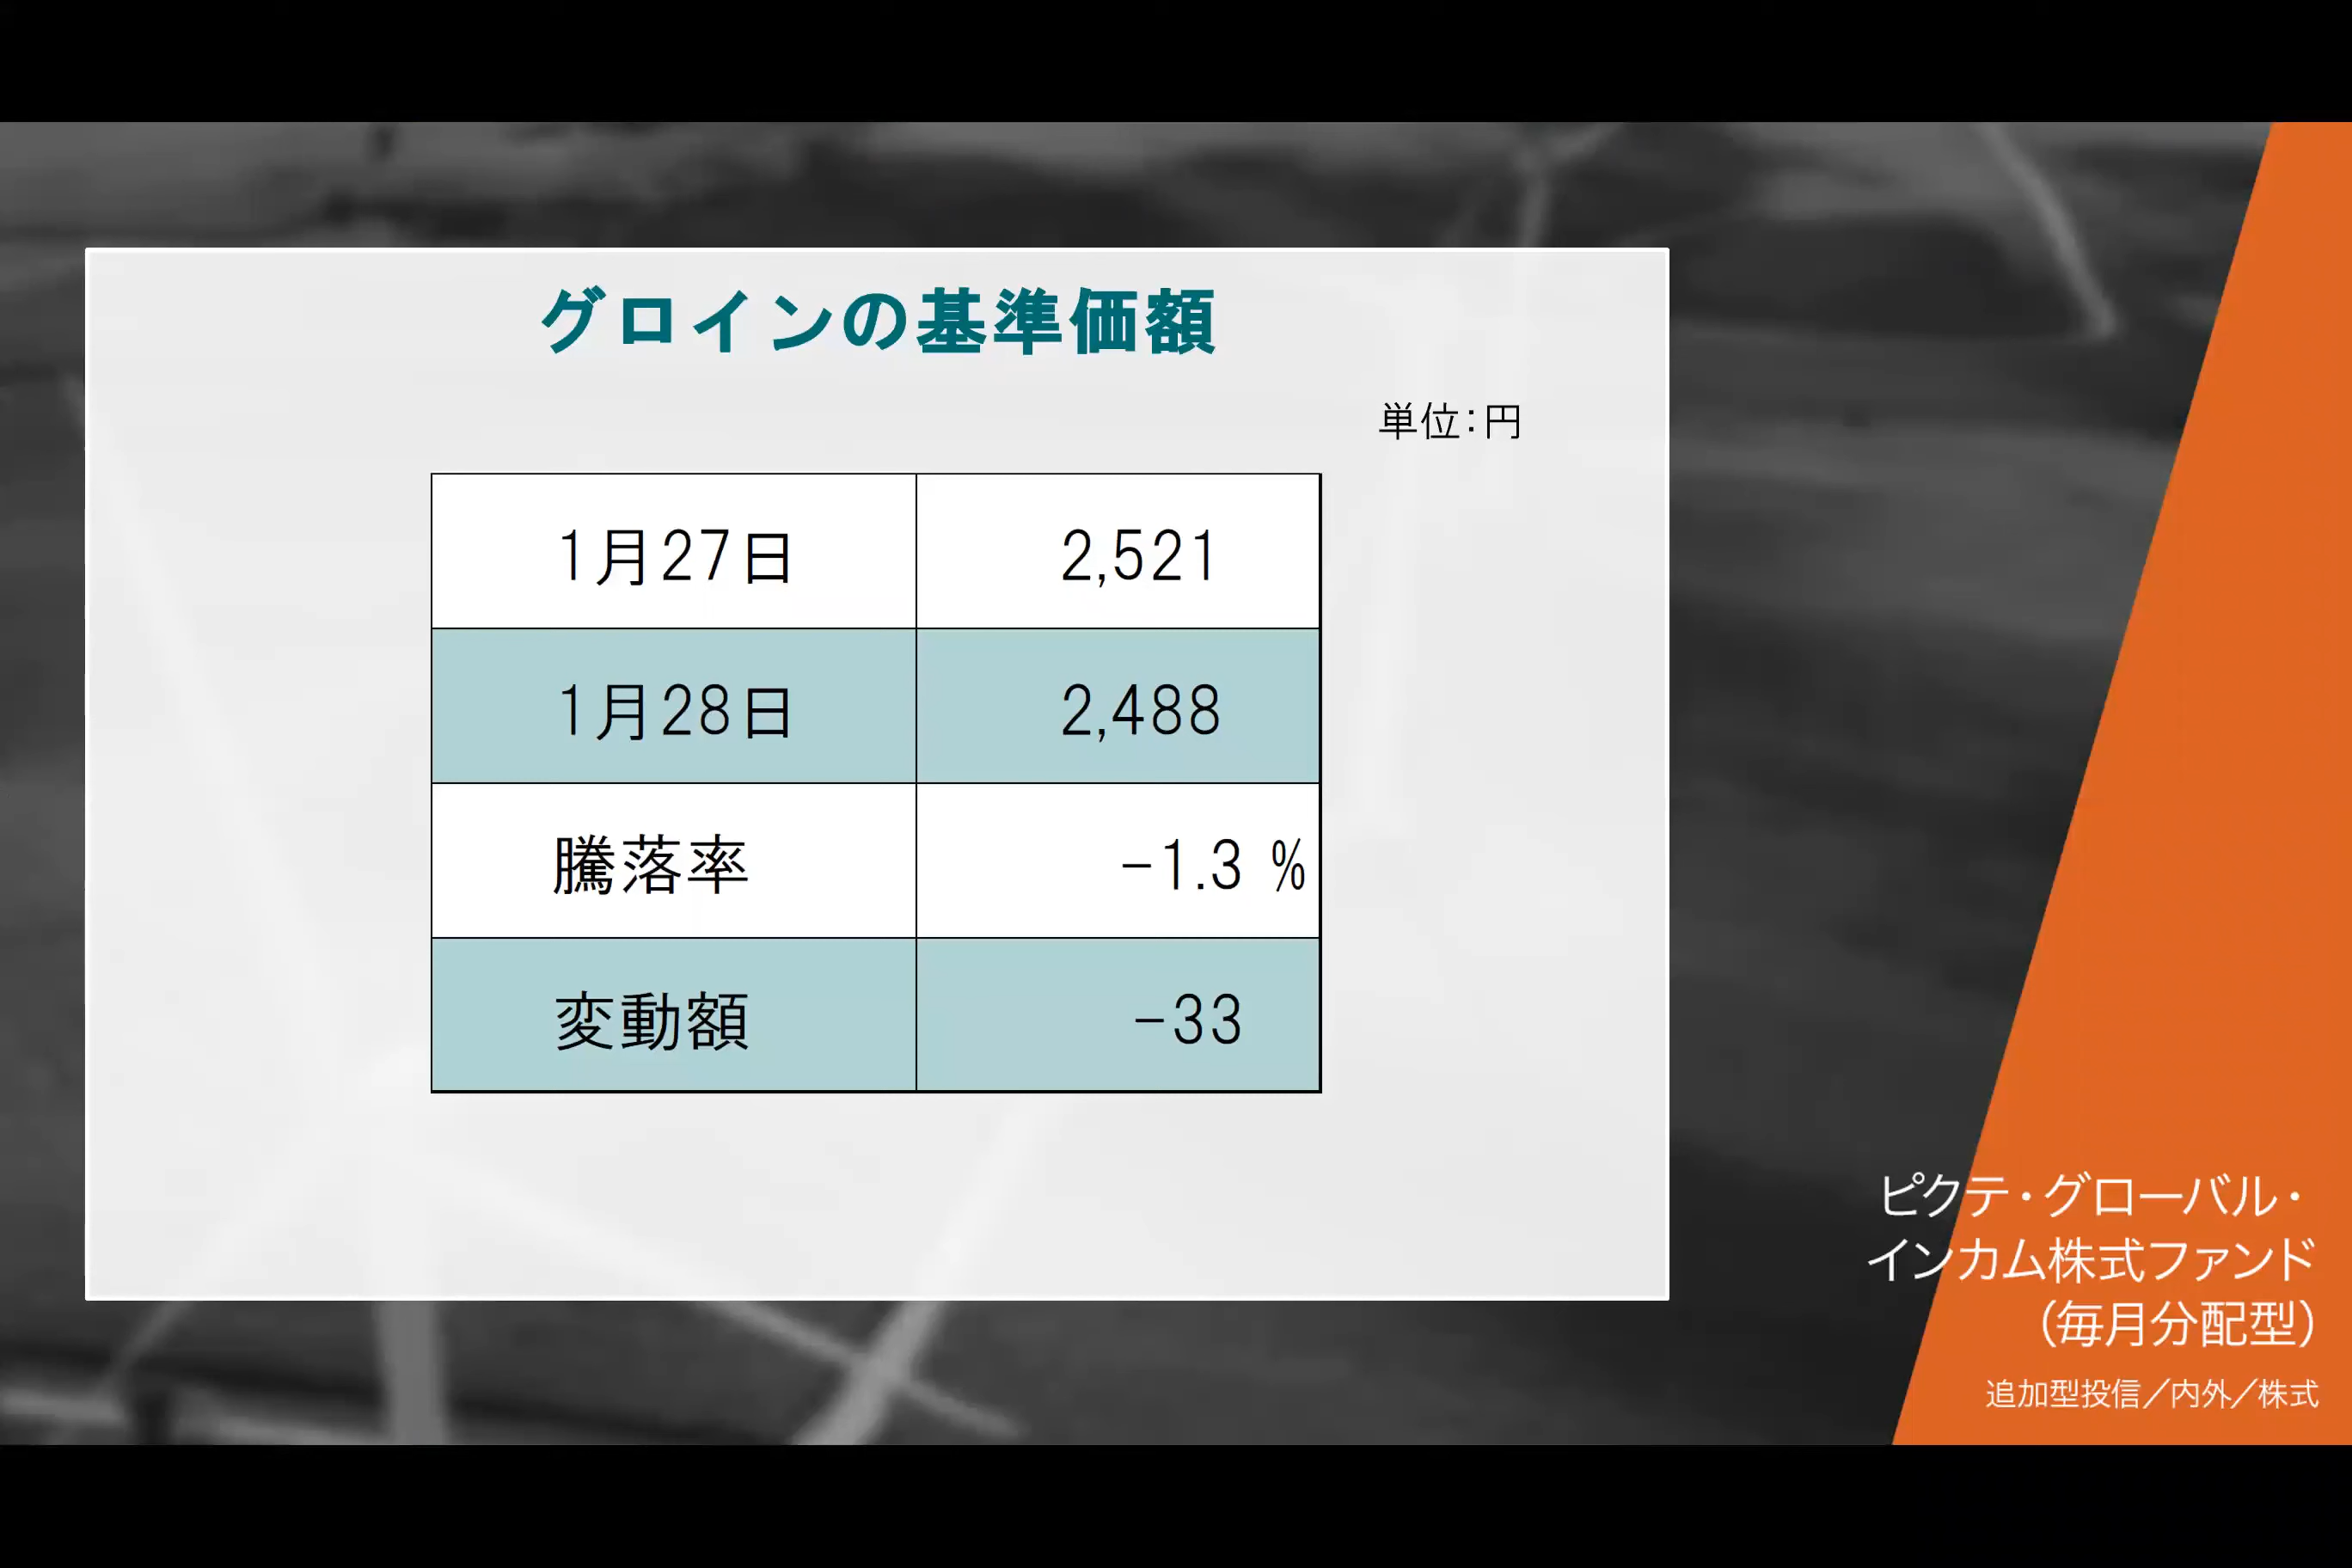 グロインの基準価額
単位：円
1月27日 2,521
1月28日 2,488
騰落率 -1.3 %
変動額 -33
ピクテ・グローバル・
インカム株式ファンド
（毎月分配型）
追加型投信／内外／株式